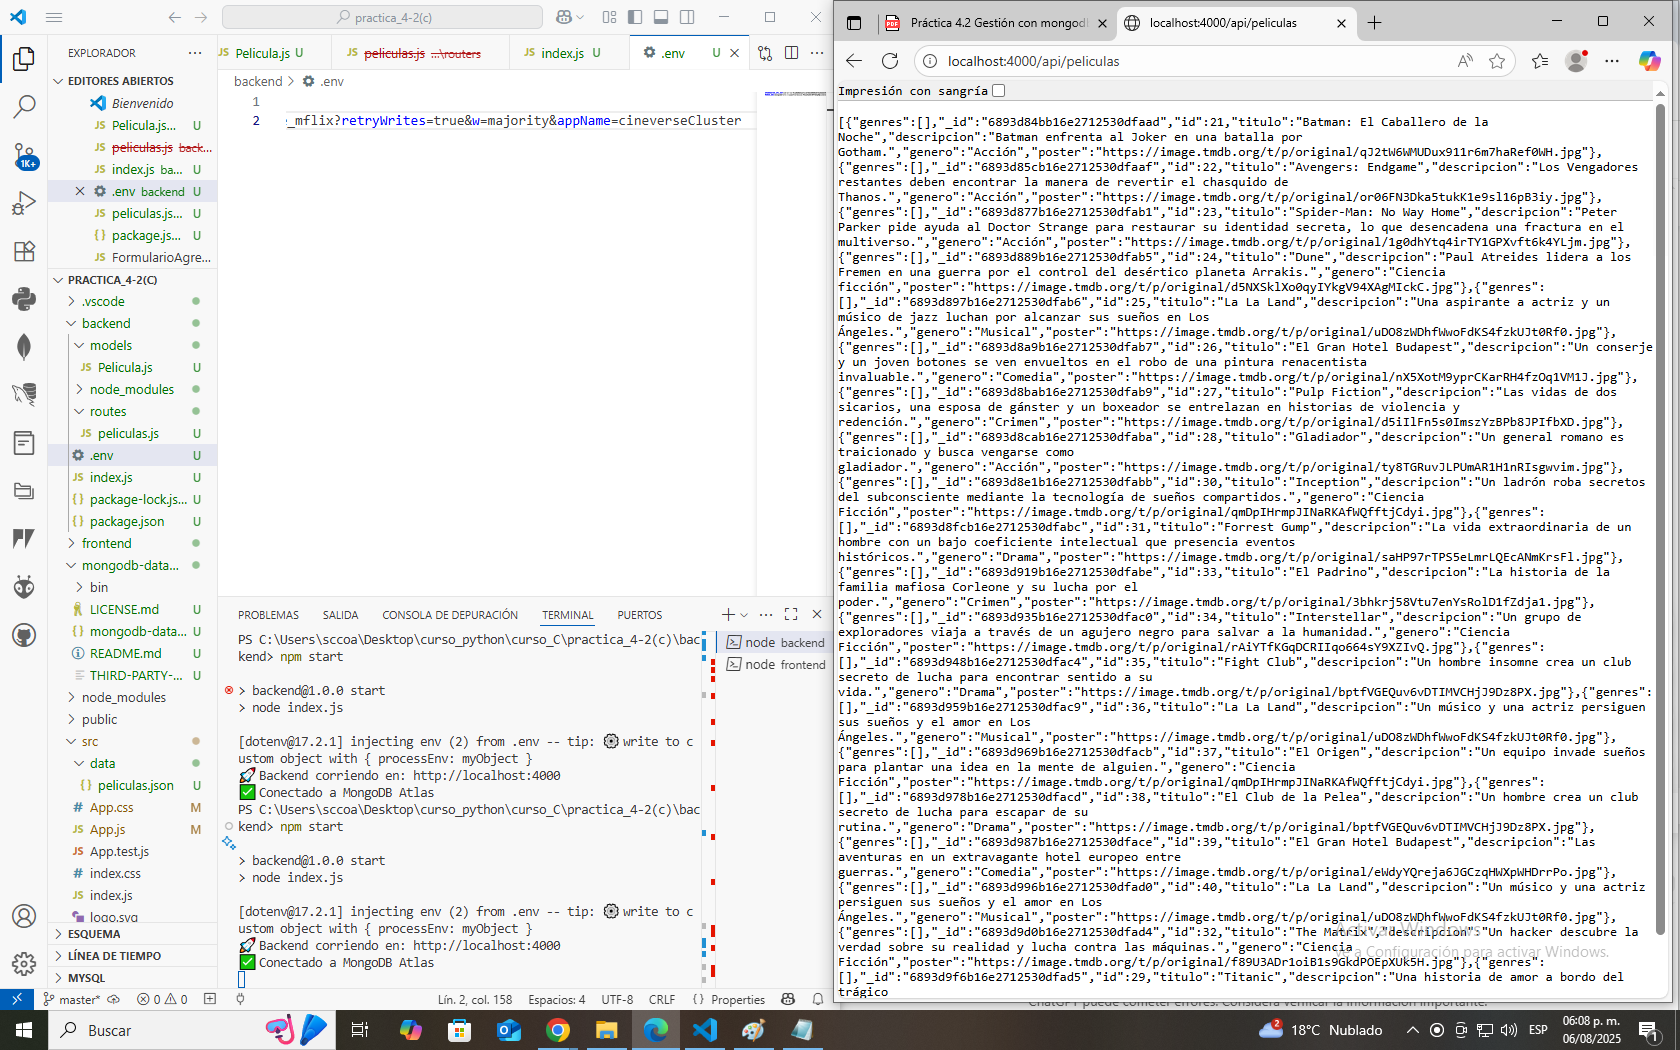 practica_4-2(c)
EXPLORADOR
EDITORES ABIERTOS
Bienvenido
JS Pelicula.js... U
JS peliculas.js back...
JS index.js ba... U
.env backend U
JS peliculas.js... U
{} package.js... U
JS FormularioAgre...
PRACTICA_4-2(C)
.vscode
backend
models
JS Pelicula.js U
node_modules
routes
JS peliculas.js U
.env U
JS index.js U
{} package-lock.js... U
{} package.json U
frontend
mongodb-data...
bin
LICENSE.md U
{} mongodb-data... U
README.md U
THIRD-PARTY-... U
node_modules
public
src
data
{} peliculas.json U
# App.css M
JS App.js M
JS App.test.js
# index.css
JS index.js
logo.svg
ESQUEMA
LÍNEA DE TIEMPO
MYSQL
1K+
JS Pelicula.js U
JS peliculas.js ...\routers
JS index.js U
.env U
backend > .env
1
2 e_mflix?retryWrites=true&w=majority&appName=cineverseCluster
PROBLEMAS SALIDA CONSOLA DE DEPURACIÓN TERMINAL PUERTOS
PS C:\Users\sccoa\Desktop\curso_python\curso_C\practica_4-2(c)\bac
kend> npm start
> backend@1.0.0 start
> node index.js
[dotenv@17.2.1] injecting env (2) from .env -- tip: ⚙️ write to c
ustom object with { processEnv: myObject }
🚀 Backend corriendo en: http://localhost:4000
✅ Conectado a MongoDB Atlas
PS C:\Users\sccoa\Desktop\curso_python\curso_C\practica_4-2(c)\bac
kend> npm start
> backend@1.0.0 start
> node index.js
[dotenv@17.2.1] injecting env (2) from .env -- tip: ⚙️ write to c
ustom object with { processEnv: myObject }
🚀 Backend corriendo en: http://localhost:4000
✅ Conectado a MongoDB Atlas
node backend
node frontend
master* 0 0 Lín. 2, col. 158 Espacios: 4 UTF-8 CRLF {} Properties
PDF Práctica 4.2 Gestión con mongodb
localhost:4000/api/peliculas
localhost:4000/api/peliculas
Impresión con sangría
[{"genres":[],"_id":"6893d84bb16e2712530dfaad","id":21,"titulo":"Batman: El Caballero de la
Noche","descripcion":"Batman enfrenta al Joker en una batalla por
Gotham.","genero":"Acción","poster":"https://image.tmdb.org/t/p/original/qJ2tW6WMUDux911r6m7haRef0WH.jpg"},
{"genres":[],"_id":"6893d85cb16e2712530dfaaf","id":22,"titulo":"Avengers: Endgame","descripcion":"Los Vengadores
restantes deben encontrar la manera de revertir el chasquido de
Thanos.","genero":"Acción","poster":"https://image.tmdb.org/t/p/original/or06FN3Dka5tukK1e9sl16pB3iy.jpg"},
{"genres":[],"_id":"6893d877b16e2712530dfab1","id":23,"titulo":"Spider-Man: No Way Home","descripcion":"Peter
Parker pide ayuda al Doctor Strange para restaurar su identidad secreta, lo que desencadena una fractura en el
multiverso.","genero":"Acción","poster":"https://image.tmdb.org/t/p/original/1g0dhYtq4irTY1GPXvft6k4YLjm.jpg"},
{"genres":[],"_id":"6893d889b16e2712530dfab5","id":24,"titulo":"Dune","descripcion":"Paul Atreides lidera a los
Fremen en una guerra por el control del desértico planeta Arrakis.","genero":"Ciencia
ficción","poster":"https://image.tmdb.org/t/p/original/d5NXSklXo0qyIYkgV94XAgMIckC.jpg"},{"genres":
[],"_id":"6893d897b16e2712530dfab6","id":25,"titulo":"La La Land","descripcion":"Una aspirante a actriz y un
músico de jazz luchan por alcanzar sus sueños en Los
Ángeles.","genero":"Musical","poster":"https://image.tmdb.org/t/p/original/uDO8zWDhfWwoFdKS4fzkUJt0Rf0.jpg"},
{"genres":[],"_id":"6893d8a9b16e2712530dfab7","id":26,"titulo":"El Gran Hotel Budapest","descripcion":"Un conserje
y un joven botones se ven envueltos en el robo de una pintura renacentista
invaluable.","genero":"Comedia","poster":"https://image.tmdb.org/t/p/original/nX5XotM9yprCKarRH4fzOq1VM1J.jpg"},
{"genres":[],"_id":"6893d8bab16e2712530dfab9","id":27,"titulo":"Pulp Fiction","descripcion":"Las vidas de dos
sicarios, una esposa de gánster y un boxeador se entrelazan en historias de violencia y
redención.","genero":"Crimen","poster":"https://image.tmdb.org/t/p/original/d5iIlFn5s0ImszYzBPb8JPIfbXD.jpg"},
{"genres":[],"_id":"6893d8cab16e2712530dfaba","id":28,"titulo":"Gladiador","descripcion":"Un general romano es
traicionado y busca vengarse como
gladiador.","genero":"Acción","poster":"https://image.tmdb.org/t/p/original/ty8TGRuvJLPUmAR1H1nRIsgwvim.jpg"},
{"genres":[],"_id":"6893d8e1b16e2712530dfabb","id":30,"titulo":"Inception","descripcion":"Un ladrón roba secretos
del subconsciente mediante la tecnología de sueños compartidos.","genero":"Ciencia
Ficción","poster":"https://image.tmdb.org/t/p/original/qmDpIHrmpJINaRKAfWQfftjCdyi.jpg"},{"genres":
[],"_id":"6893d8fcb16e2712530dfabc","id":31,"titulo":"Forrest Gump","descripcion":"La vida extraordinaria de un
hombre con un bajo coeficiente intelectual que presencia eventos
históricos.","genero":"Drama","poster":"https://image.tmdb.org/t/p/original/saHP97rTPS5eLmrLQEcANmKrsFl.jpg"},
{"genres":[],"_id":"6893d919b16e2712530dfabe","id":33,"titulo":"El Padrino","descripcion":"La historia de la
familia mafiosa Corleone y su lucha por el
poder.","genero":"Crimen","poster":"https://image.tmdb.org/t/p/original/3bhkrj58Vtu7enYsRolD1fZdja1.jpg"},
{"genres":[],"_id":"6893d935b16e2712530dfac0","id":34,"titulo":"Interstellar","descripcion":"Un grupo de
exploradores viaja a través de un agujero negro para salvar a la humanidad.","genero":"Ciencia
Ficción","poster":"https://image.tmdb.org/t/p/original/rAiYTfKGqDCRIIqo664sY9XZIvQ.jpg"},{"genres":
[],"_id":"6893d948b16e2712530dfac4","id":35,"titulo":"Fight Club","descripcion":"Un hombre insomne crea un club
secreto de lucha para encontrar sentido a su
vida.","genero":"Drama","poster":"https://image.tmdb.org/t/p/original/bptfVGEQuv6vDTIMVCHjJ9Dz8PX.jpg"},{"genres":
[],"_id":"6893d959b16e2712530dfac9","id":36,"titulo":"La La Land","descripcion":"Un músico y una actriz persiguen
sus sueños y el amor en Los
Ángeles.","genero":"Musical","poster":"https://image.tmdb.org/t/p/original/uDO8zWDhfWwoFdKS4fzkUJt0Rf0.jpg"},
{"genres":[],"_id":"6893d969b16e2712530dfacb","id":37,"titulo":"El Origen","descripcion":"Un equipo invade sueños
para plantar una idea en la mente de alguien.","genero":"Ciencia
Ficción","poster":"https://image.tmdb.org/t/p/original/qmDpIHrmpJINaRKAfWQfftjCdyi.jpg"},{"genres":
[],"_id":"6893d978b16e2712530dfacd","id":38,"titulo":"El Club de la Pelea","descripcion":"Un hombre crea un club
secreto de lucha para escapar de su
rutina.","genero":"Drama","poster":"https://image.tmdb.org/t/p/original/bptfVGEQuv6vDTIMVCHjJ9Dz8PX.jpg"},
{"genres":[],"_id":"6893d987b16e2712530dface","id":39,"titulo":"El Gran Hotel Budapest","descripcion":"Las
aventuras en un extravagante hotel europeo entre
guerras.","genero":"Comedia","poster":"https://image.tmdb.org/t/p/original/eWdyYQreja6JGCzqHWXpWHDrrPo.jpg"},
{"genres":[],"_id":"6893d996b16e2712530dfad0","id":40,"titulo":"La La Land","descripcion":"Un músico y una actriz
persiguen sus sueños y el amor en Los
Ángeles.","genero":"Musical","poster":"https://image.tmdb.org/t/p/original/uDO8zWDhfWwoFdKS4fzkUJt0Rf0.jpg"},
{"genres":[],"_id":"6893d9d0b16e2712530dfad4","id":32,"titulo":"The Matrix","descripcion":"Un hacker descubre la
verdad sobre su realidad y lucha contra las máquinas.","genero":"Ciencia
Ficción","poster":"https://image.tmdb.org/t/p/original/f89U3ADr1oiB1s9GkdPOEpXUk5H.jpg"},{"genres":
[],"_id":"6893d9f6b16e2712530dfad5","id":29,"titulo":"Titanic","descripcion":"Una historia de amor a bordo del
trágico
Activar Windows
Ve a Configuración para activar Windows.
ChatGPT puede cometer errores. Considera verificar la información importante.
Buscar
2
18°C Nublado
ESP
06:08 p. m.
06/08/2025
1